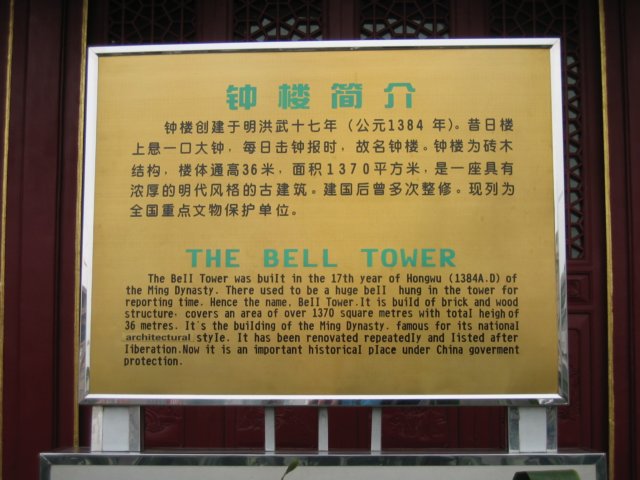 钟楼简介
钟楼创建于明洪武十七年（公元1384 年）。昔日楼
上悬一口大钟，每日击钟报时，故名钟楼。钟楼为砖木
结构，楼体通高36米，面积1370平方米，是一座具有
浓厚的明代风格的古建筑。建国后曾多次整修。现列为
全国重点文物保护单位。
THE BELL TOWER
The Bell Tower was built in the 17th year of Hongwu (1384A.D) of
the Ming Dynasty. There used to be a huge bell hung in the tower for
reporting time. Hence the name, Bell Tower.It is build of brick and wood
structure, covers an area of over 1370 square metres with total heigh of
36 metres. It's the building of the Ming Dynasty, famous for its national
architectural style. It has been renovated repeatedly and listed after
liberation.Now it is an important historical place under China goverment
protection.